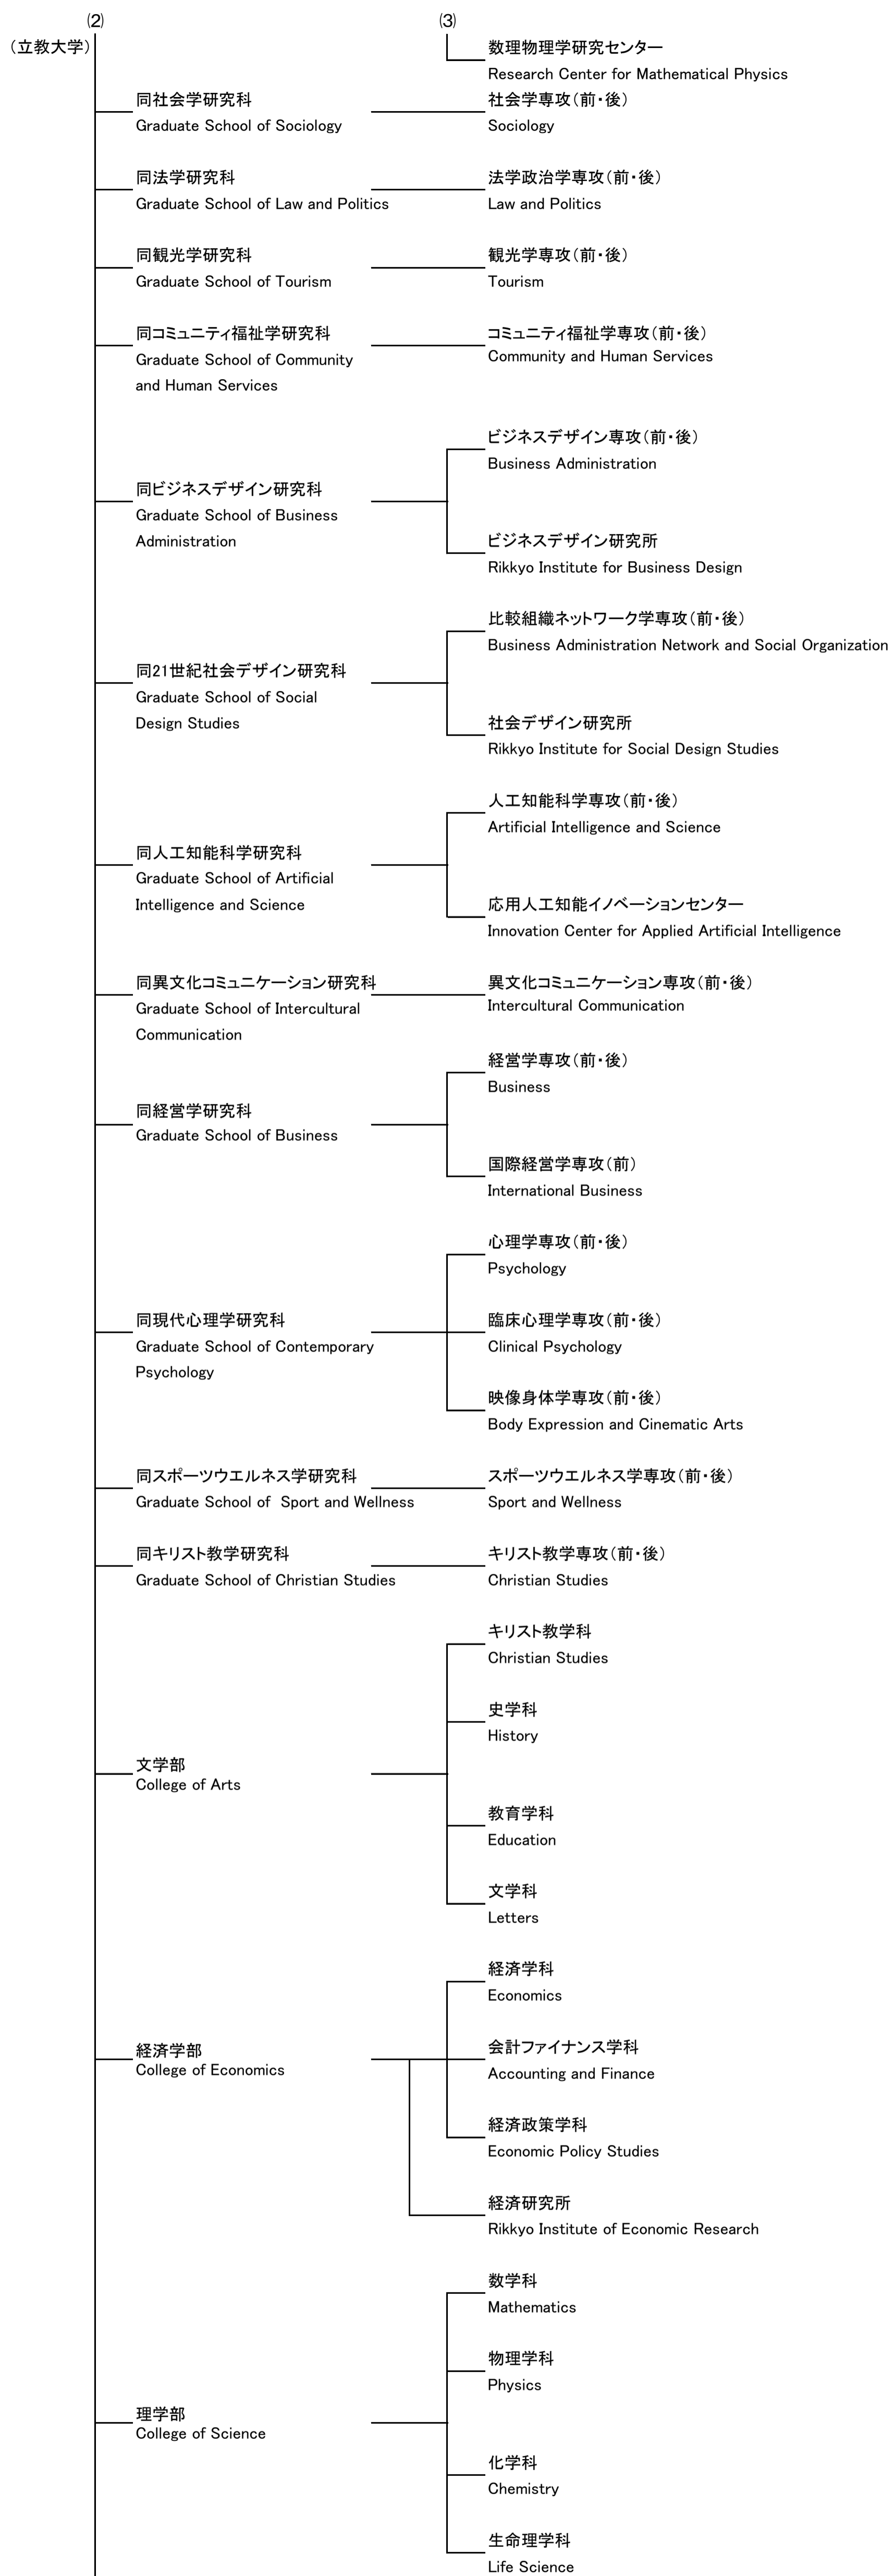 (2)
(3)
（立教大学）
数理物理学研究センター
Research Center for Mathematical Physics
同社会学研究科
Graduate School of Sociology
社会学専攻（前・後）
Sociology
同法学研究科
Graduate School of Law and Politics
法学政治学専攻（前・後）
Law and Politics
同観光学研究科
Graduate School of Tourism
観光学専攻（前・後）
Tourism
同コミュニティ福祉学研究科
Graduate School of Community
and Human Services
コミュニティ福祉学専攻（前・後）
Community and Human Services
同ビジネスデザイン研究科
Graduate School of Business
Administration
ビジネスデザイン専攻（前・後）
Business Administration
ビジネスデザイン研究所
Rikkyo Institute for Business Design
同21世紀社会デザイン研究科
Graduate School of Social
Design Studies
比較組織ネットワーク学専攻（前・後）
Business Administration Network and Social Organization
社会デザイン研究所
Rikkyo Institute for Social Design Studies
同人工知能科学研究科
Graduate School of Artificial
Intelligence and Science
人工知能科学専攻（前・後）
Artificial Intelligence and Science
応用人工知能イノベーションセンター
Innovation Center for Applied Artificial Intelligence
同異文化コミュニケーション研究科
Graduate School of Intercultural
Communication
異文化コミュニケーション専攻（前・後）
Intercultural Communication
同経営学研究科
Graduate School of Business
経営学専攻（前・後）
Business
国際経営学専攻（前）
International Business
同現代心理学研究科
Graduate School of Contemporary
Psychology
心理学専攻（前・後）
Psychology
臨床心理学専攻（前・後）
Clinical Psychology
映像身体学専攻（前・後）
Body Expression and Cinematic Arts
同スポーツウエルネス学研究科
Graduate School of Sport and Wellness
スポーツウエルネス学専攻（前・後）
Sport and Wellness
同キリスト教学研究科
Graduate School of Christian Studies
キリスト教学専攻（前・後）
Christian Studies
文学部
College of Arts
キリスト教学科
Christian Studies
史学科
History
教育学科
Education
文学科
Letters
経済学部
College of Economics
経済学科
Economics
会計ファイナンス学科
Accounting and Finance
経済政策学科
Economic Policy Studies
経済研究所
Rikkyo Institute of Economic Research
理学部
College of Science
数学科
Mathematics
物理学科
Physics
化学科
Chemistry
生命理学科
Life Science